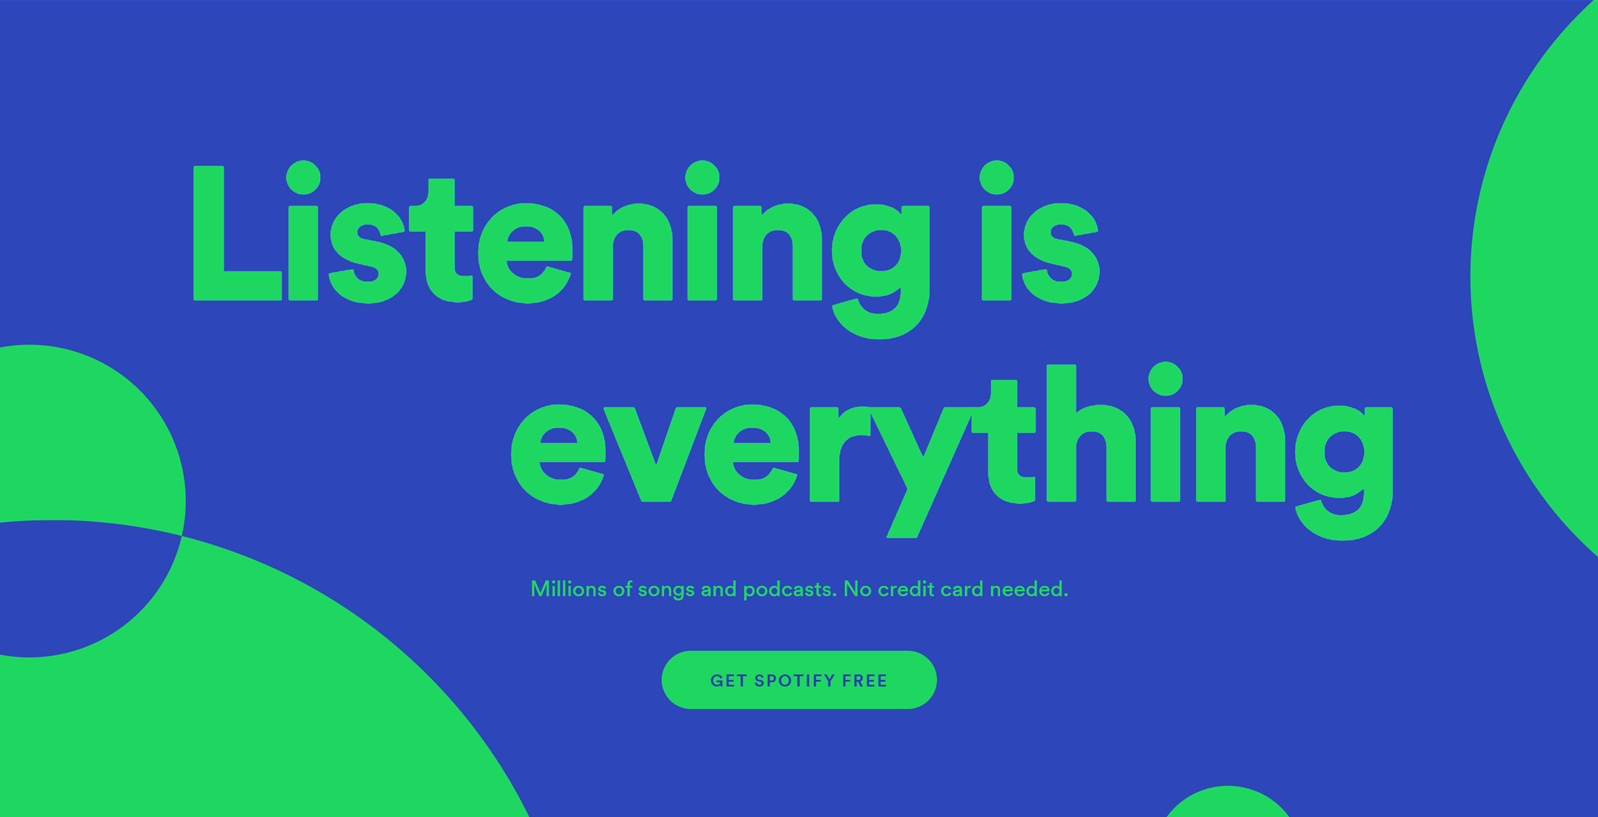 Listening is
everything
Millions of songs and podcasts. No credit card needed.
GET SPOTIFY FREE